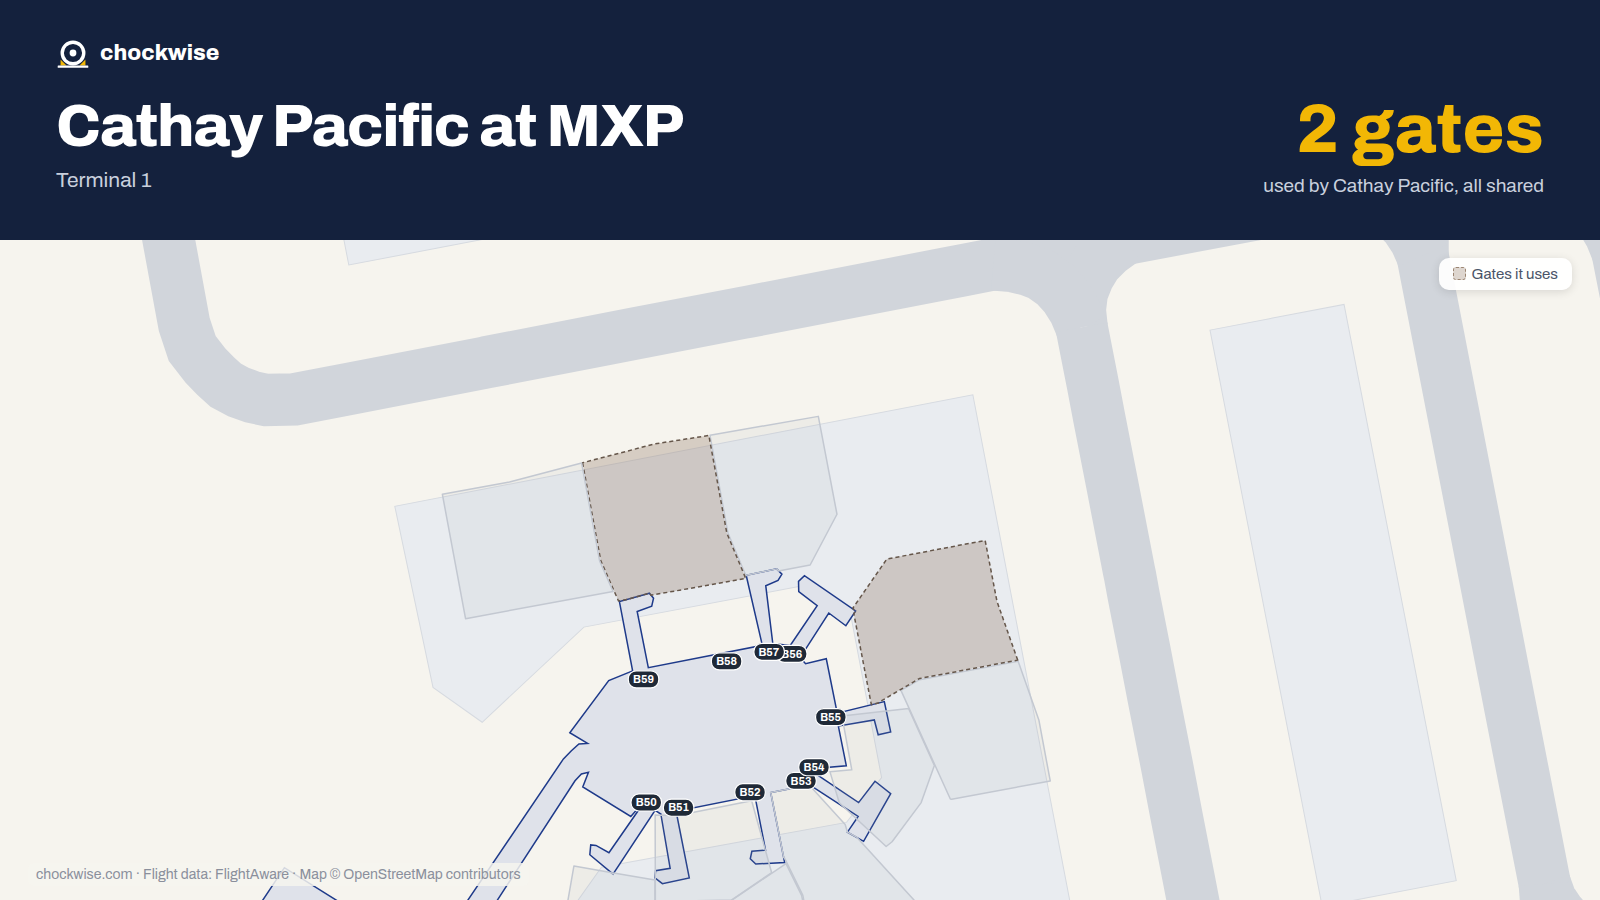 chockwise
Cathay Pacific at MXP
Terminal 1
2 gates
used by Cathay Pacific, all shared
Gates it uses
B59
B58
B57
B56
B55
B54
B53
B52
B50
B51
chockwise.com · Flight data: FlightAware · Map © OpenStreetMap contributors